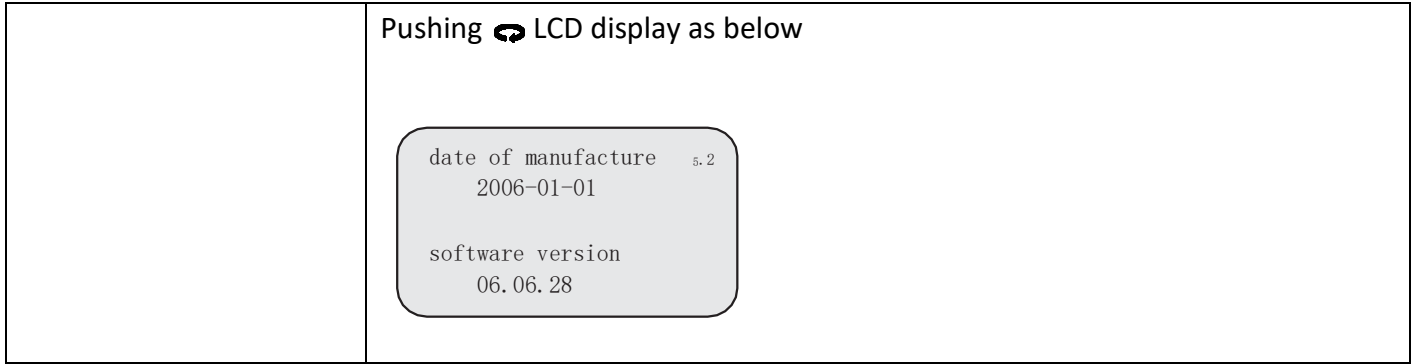 Pushing LCD display as below
date of manufacture 5.2
2006-01-01
software version
06.06.28